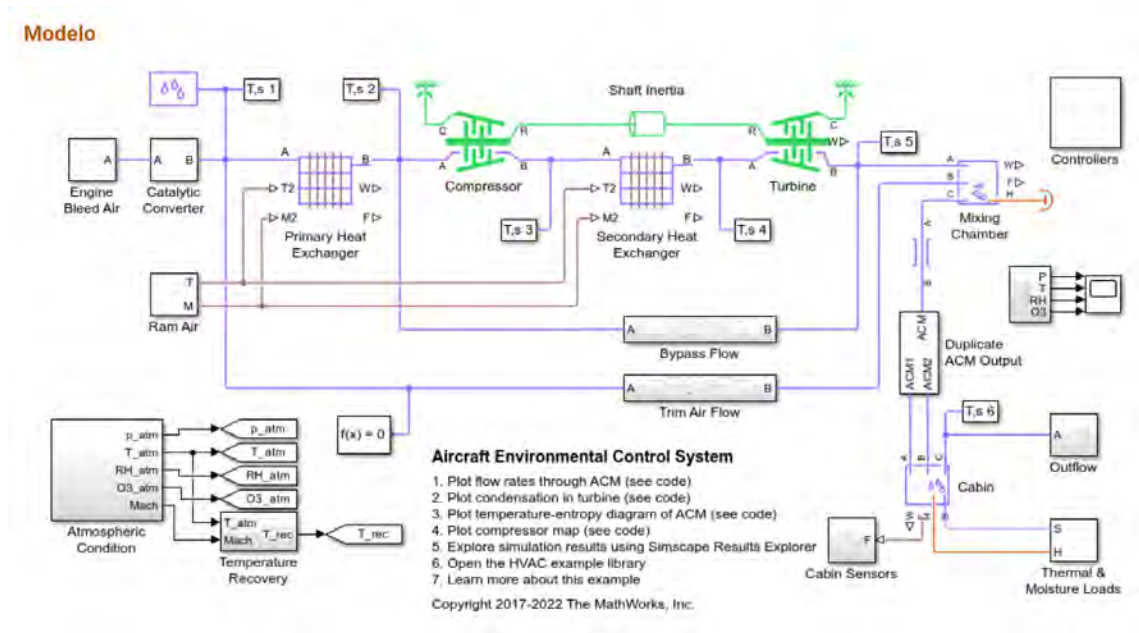 Modelo
T,s 1
T,s 2
Shaft Inertia
C
R
R
C
W
T,s 5
A
A
B
A
B
A
B
A
B
A
B
A
B
A
W
B
F
C
H
Engine
Bleed Air
Catalytic
Converter
T2
W
M2
F
Primary Heat
Exchanger
Compressor
T,s 3
T2
W
M2
F
Secondary Heat
Exchanger
T,s 4
Turbine
Mixing
Chamber
Controllers
A
B
T
M
Ram Air
P
T
RH
O3
A
B
Bypass Flow
ACM
ACM1
ACM2
Duplicate
ACM Output
A
B
Trim Air Flow
f(x) = 0
T,s 6
A
Outflow
p_atm
T_atm
RH_atm
O3_atm
Mach
Atmospheric
Condition
p_atm
T_atm
RH_atm
O3_atm
T_atm
Mach
T_rec
Temperature
Recovery
T_rec
Aircraft Environmental Control System
1. Plot flow rates through ACM (see code)
2. Plot condensation in turbine (see code)
3. Plot temperature-entropy diagram of ACM (see code)
4. Plot compressor map (see code)
5. Explore simulation results using Simscape Results Explorer
6. Open the HVAC example library
7. Learn more about this example
Copyright 2017-2022 The MathWorks, Inc.
A
B
C
Cabin
W
F
Cabin Sensors
S
H
Thermal &
Moisture Loads